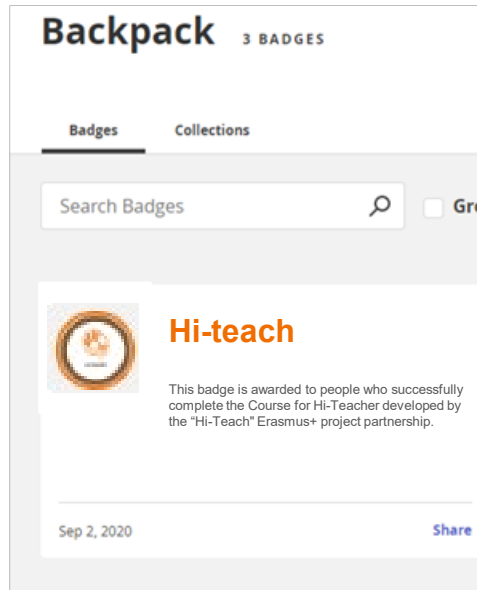 Backpack 3 BADGES
Badges Collections
Search Badges Gr
Hi-teach
This badge is awarded to people who successfully
complete the Course for Hi-Teacher developed by
the “Hi-Teach" Erasmus+ project partnership.
Sep 2, 2020 Share